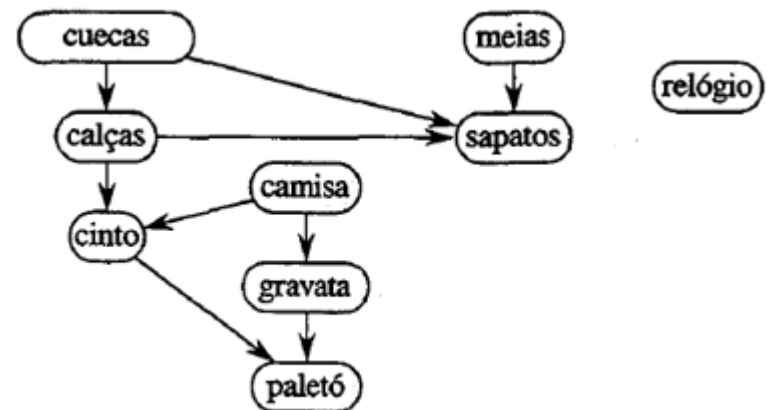 cuecas
meias
relógio
calças
sapatos
camisa
cinto
gravata
paletó